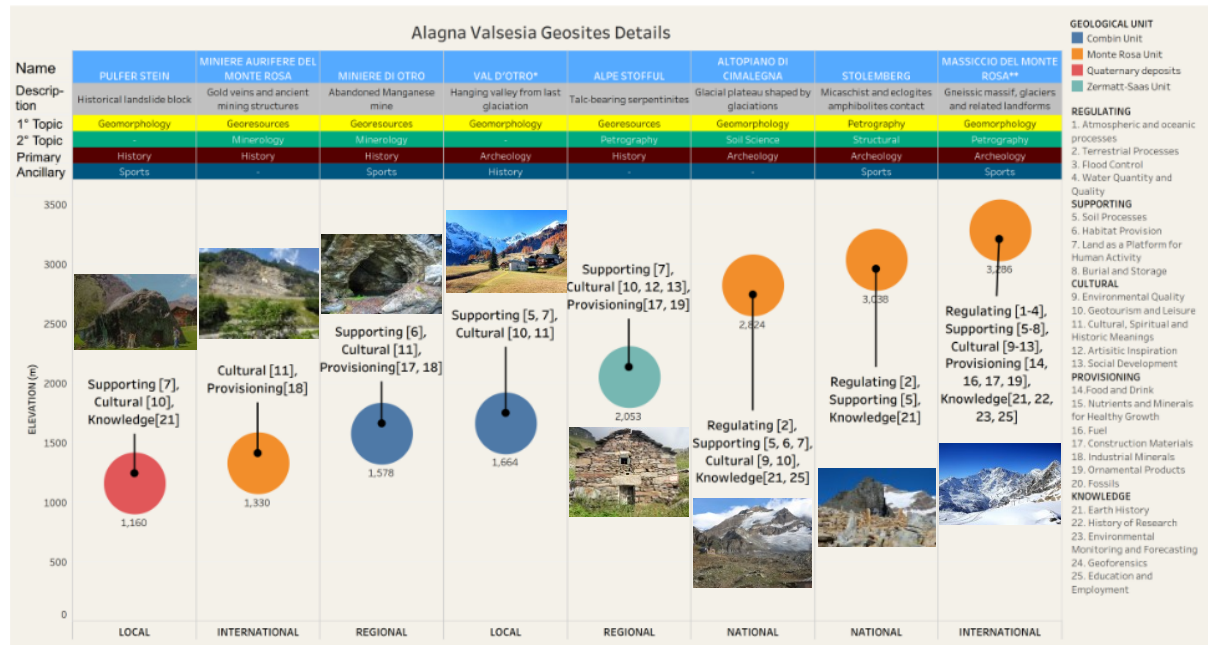 Alagna Valsesia Geosites Details
Name
PULFER STEIN
MINIERE AURIFERE DEL
MONTE ROSA
MINIERE DI OTRO
VAL D'OTRO*
ALPE STOFFUL
ALTOPIANO DI
CIMALEGNA
STOLEMBERG
MASSICCIO DEL MONTE
ROSA**
Descrip-
tion
Historical landslide block
Gold veins and ancient
mining structures
Abandoned Manganese
mine
Hanging valley from last
glaciation
Talc-bearing serpentinites
Glacial plateau shaped by
glaciations
Micaschist and eclogites
amphibolites contact
Gneissic massif, glaciers
and related landforms
1° Topic
Geomorphology
Georesources
Georesources
Geomorphology
Georesources
Geomorphology
Petrography
Geomorphology
2° Topic
-
Minerology
Minerology
-
Petrography
Soil Science
Structural
Petrography
Primary
History
History
History
Archeology
History
Archeology
Archeology
Archeology
Ancillary
Sports
-
Sports
History
-
-
Sports
Sports
ELEVATION (m)
3500
3000
2500
2000
1500
1000
500
0
Supporting [7],
Cultural [10],
Knowledge[21]
1,160
Cultural [11],
Provisioning[18]
1,330
Supporting [6],
Cultural [11],
Provisioning[17, 18]
1,578
Supporting [5, 7],
Cultural [10, 11]
1,664
Supporting [7],
Cultural [10, 12, 13],
Provisioning[17, 19]
2,053
2,824
Regulating [2],
Supporting [5, 6, 7],
Cultural [9, 10],
Knowledge[21, 25]
3,038
Regulating [2],
Supporting [5],
Knowledge[21]
3,286
Regulating [1-4],
Supporting [5-8],
Cultural [9-13],
Provisioning [14,
16, 17, 19],
Knowledge[21, 22,
23, 25]
LOCAL
INTERNATIONAL
REGIONAL
LOCAL
REGIONAL
NATIONAL
NATIONAL
INTERNATIONAL
GEOLOGICAL UNIT
Combin Unit
Monte Rosa Unit
Quaternary deposits
Zermatt-Saas Unit
REGULATING
1. Atmospheric and oceanic
processes
2. Terrestrial Processes
3. Flood Control
4. Water Quantity and
Quality
SUPPORTING
5. Soil Processes
6. Habitat Provision
7. Land as a Platform for
Human Activity
8. Burial and Storage
CULTURAL
9. Environmental Quality
10. Geotourism and Leisure
11. Cultural, Spiritual and
Historic Meanings
12. Artisitic Inspiration
13. Social Development
PROVISIONING
14.Food and Drink
15. Nutrients and Minerals
for Healthy Growth
16. Fuel
17. Construction Materials
18. Industrial Minerals
19. Ornamental Products
20. Fossils
KNOWLEDGE
21. Earth History
22. History of Research
23. Environmental
Monitoring and Forecasting
24. Geoforensics
25. Education and
Employment